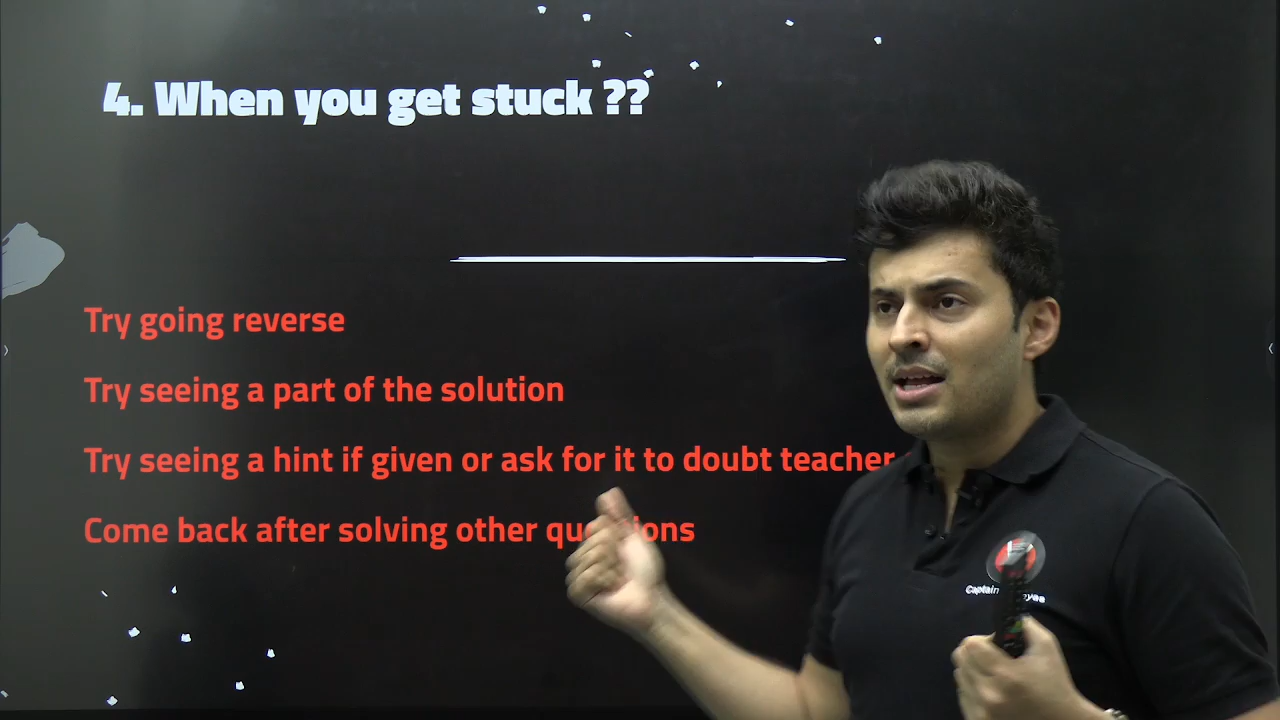 4. When you get stuck ??
Try going reverse
Try seeing a part of the solution
Try seeing a hint if given or ask for it to doubt teacher
Come back after solving other
Captain